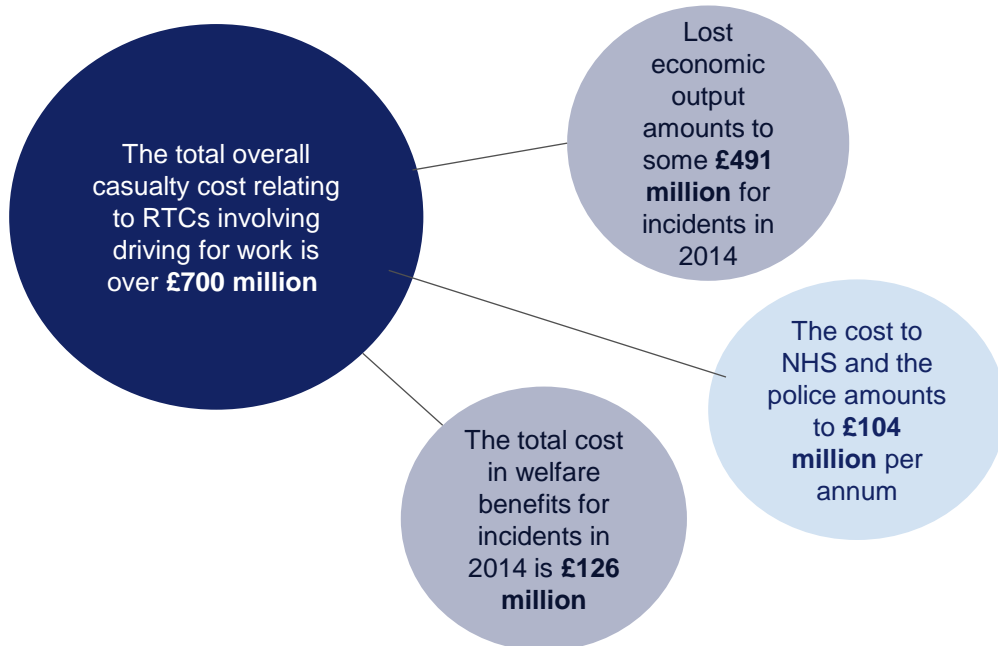 The total overall
casualty cost relating
to RTCs involving
driving for work is
over £700 million
Lost
economic
output
amounts to
some £491
million for
incidents in
2014
The cost to
NHS and the
police amounts
to £104
million per
annum
The total cost
in welfare
benefits for
incidents in
2014 is £126
million